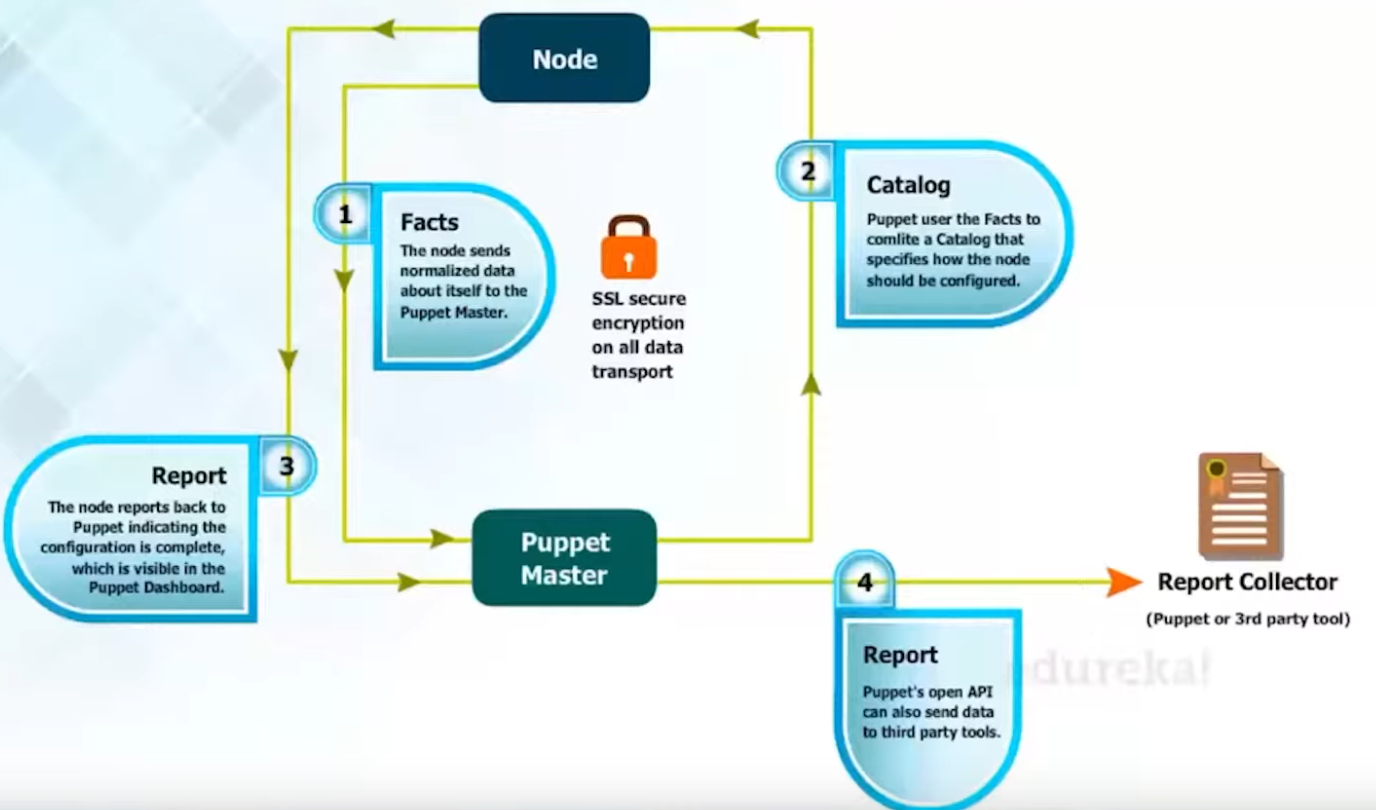 Node
1
Facts
The node sends
normalized data
about itself to the
Puppet Master.
SSL secure
encryption
on all data
transport
2
Catalog
Puppet user the Facts to
comlite a Catalog that
specifies how the node
should be configured.
3
Report
The node reports back to
Puppet indicating the
configuration is complete,
which is visible in the
Puppet Dashboard.
Puppet
Master
4
Report
Puppet's open API
can also send data
to third party tools.
Report Collector
(Puppet or 3rd party tool)
edureka!